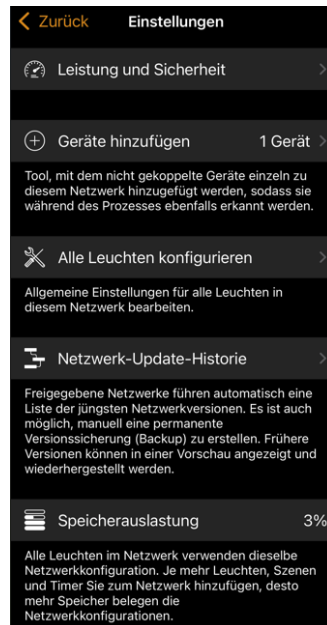 Zurück Einstellungen
Leistung und Sicherheit
Geräte hinzufügen 1 Gerät
Tool, mit dem nicht gekoppelte Geräte einzeln zu
diesem Netzwerk hinzugefügt werden, sodass sie
während des Prozesses ebenfalls erkannt werden.
Alle Leuchten konfigurieren
Allgemeine Einstellungen für alle Leuchten in
diesem Netzwerk bearbeiten.
Netzwerk-Update-Historie
Freigegebene Netzwerke führen automatisch eine
Liste der jüngsten Netzwerkversionen. Es ist auch
möglich, manuell eine permanente
Versionssicherung (Backup) zu erstellen. Frühere
Versionen können in einer Vorschau angezeigt und
wiederhergestellt werden.
Speicherauslastung 3%
Alle Leuchten im Netzwerk verwenden dieselbe
Netzwerkkonfiguration. Je mehr Leuchten, Szenen
und Timer Sie zum Netzwerk hinzufügen, desto
mehr Speicher belegen die
Netzwerkkonfigurationen.